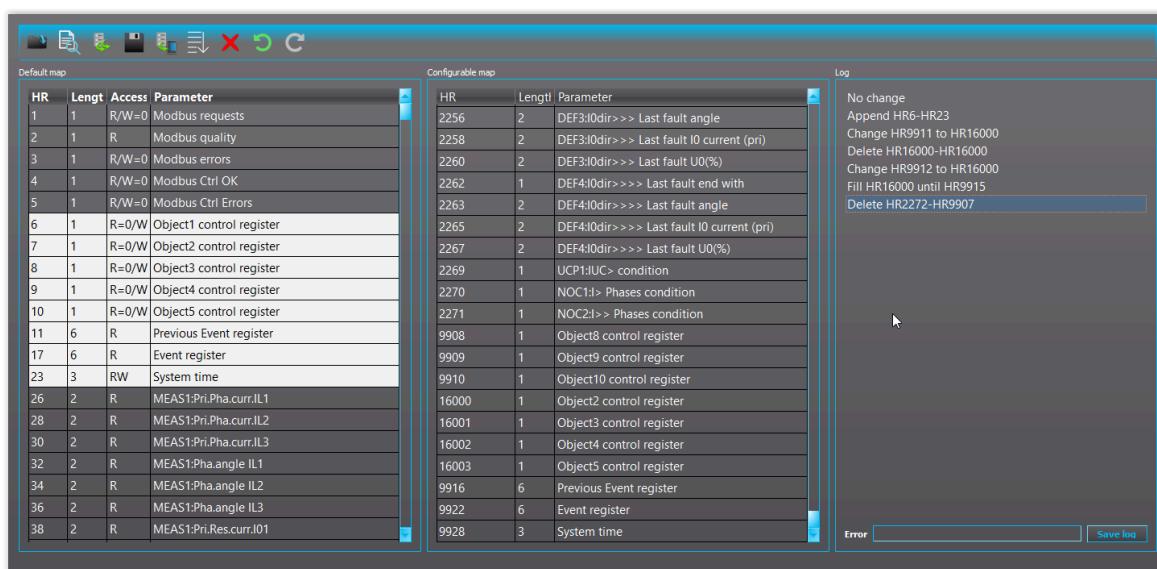 Default map
HR Lengt Access Parameter
1 1 R/W=0 Modbus requests
2 1 R Modbus quality
3 1 R/W=0 Modbus errors
4 1 R/W=0 Modbus Ctrl OK
5 1 R/W=0 Modbus Ctrl Errors
6 1 R=0/W Object1 control register
7 1 R=0/W Object2 control register
8 1 R=0/W Object3 control register
9 1 R=0/W Object4 control register
10 1 R=0/W Object5 control register
11 6 R Previous Event register
17 6 R Event register
23 3 RW System time
26 2 R MEAS1:Pri.Pha.curr.IL1
28 2 R MEAS1:Pri.Pha.curr.IL2
30 2 R MEAS1:Pri.Pha.curr.IL3
32 2 R MEAS1:Pha.angle IL1
34 2 R MEAS1:Pha.angle IL2
36 2 R MEAS1:Pha.angle IL3
38 2 R MEAS1:Pri.Res.curr.I01
Configurable map
HR Lengtl Parameter
2256 2 DEF3:I0dir>>> Last fault angle
2258 2 DEF3:I0dir>>> Last fault I0 current (pri)
2260 2 DEF3:I0dir>>> Last fault U0(%)
2262 1 DEF4:I0dir>>>> Last fault end with
2263 2 DEF4:I0dir>>>> Last fault angle
2265 2 DEF4:I0dir>>>> Last fault I0 current (pri)
2267 2 DEF4:I0dir>>>> Last fault U0(%)
2269 1 UCP1:IUC> condition
2270 1 NOC1:I> Phases condition
2271 1 NOC2:I>> Phases condition
9908 1 Object8 control register
9909 1 Object9 control register
9910 1 Object10 control register
16000 1 Object2 control register
16001 1 Object3 control register
16002 1 Object4 control register
16003 1 Object5 control register
9916 6 Previous Event register
9922 6 Event register
9928 3 System time
Log
No change
Append HR6-HR23
Change HR9911 to HR16000
Delete HR16000-HR16000
Change HR9912 to HR16000
Fill HR16000 until HR9915
Delete HR2272-HR9907
Error
Save log